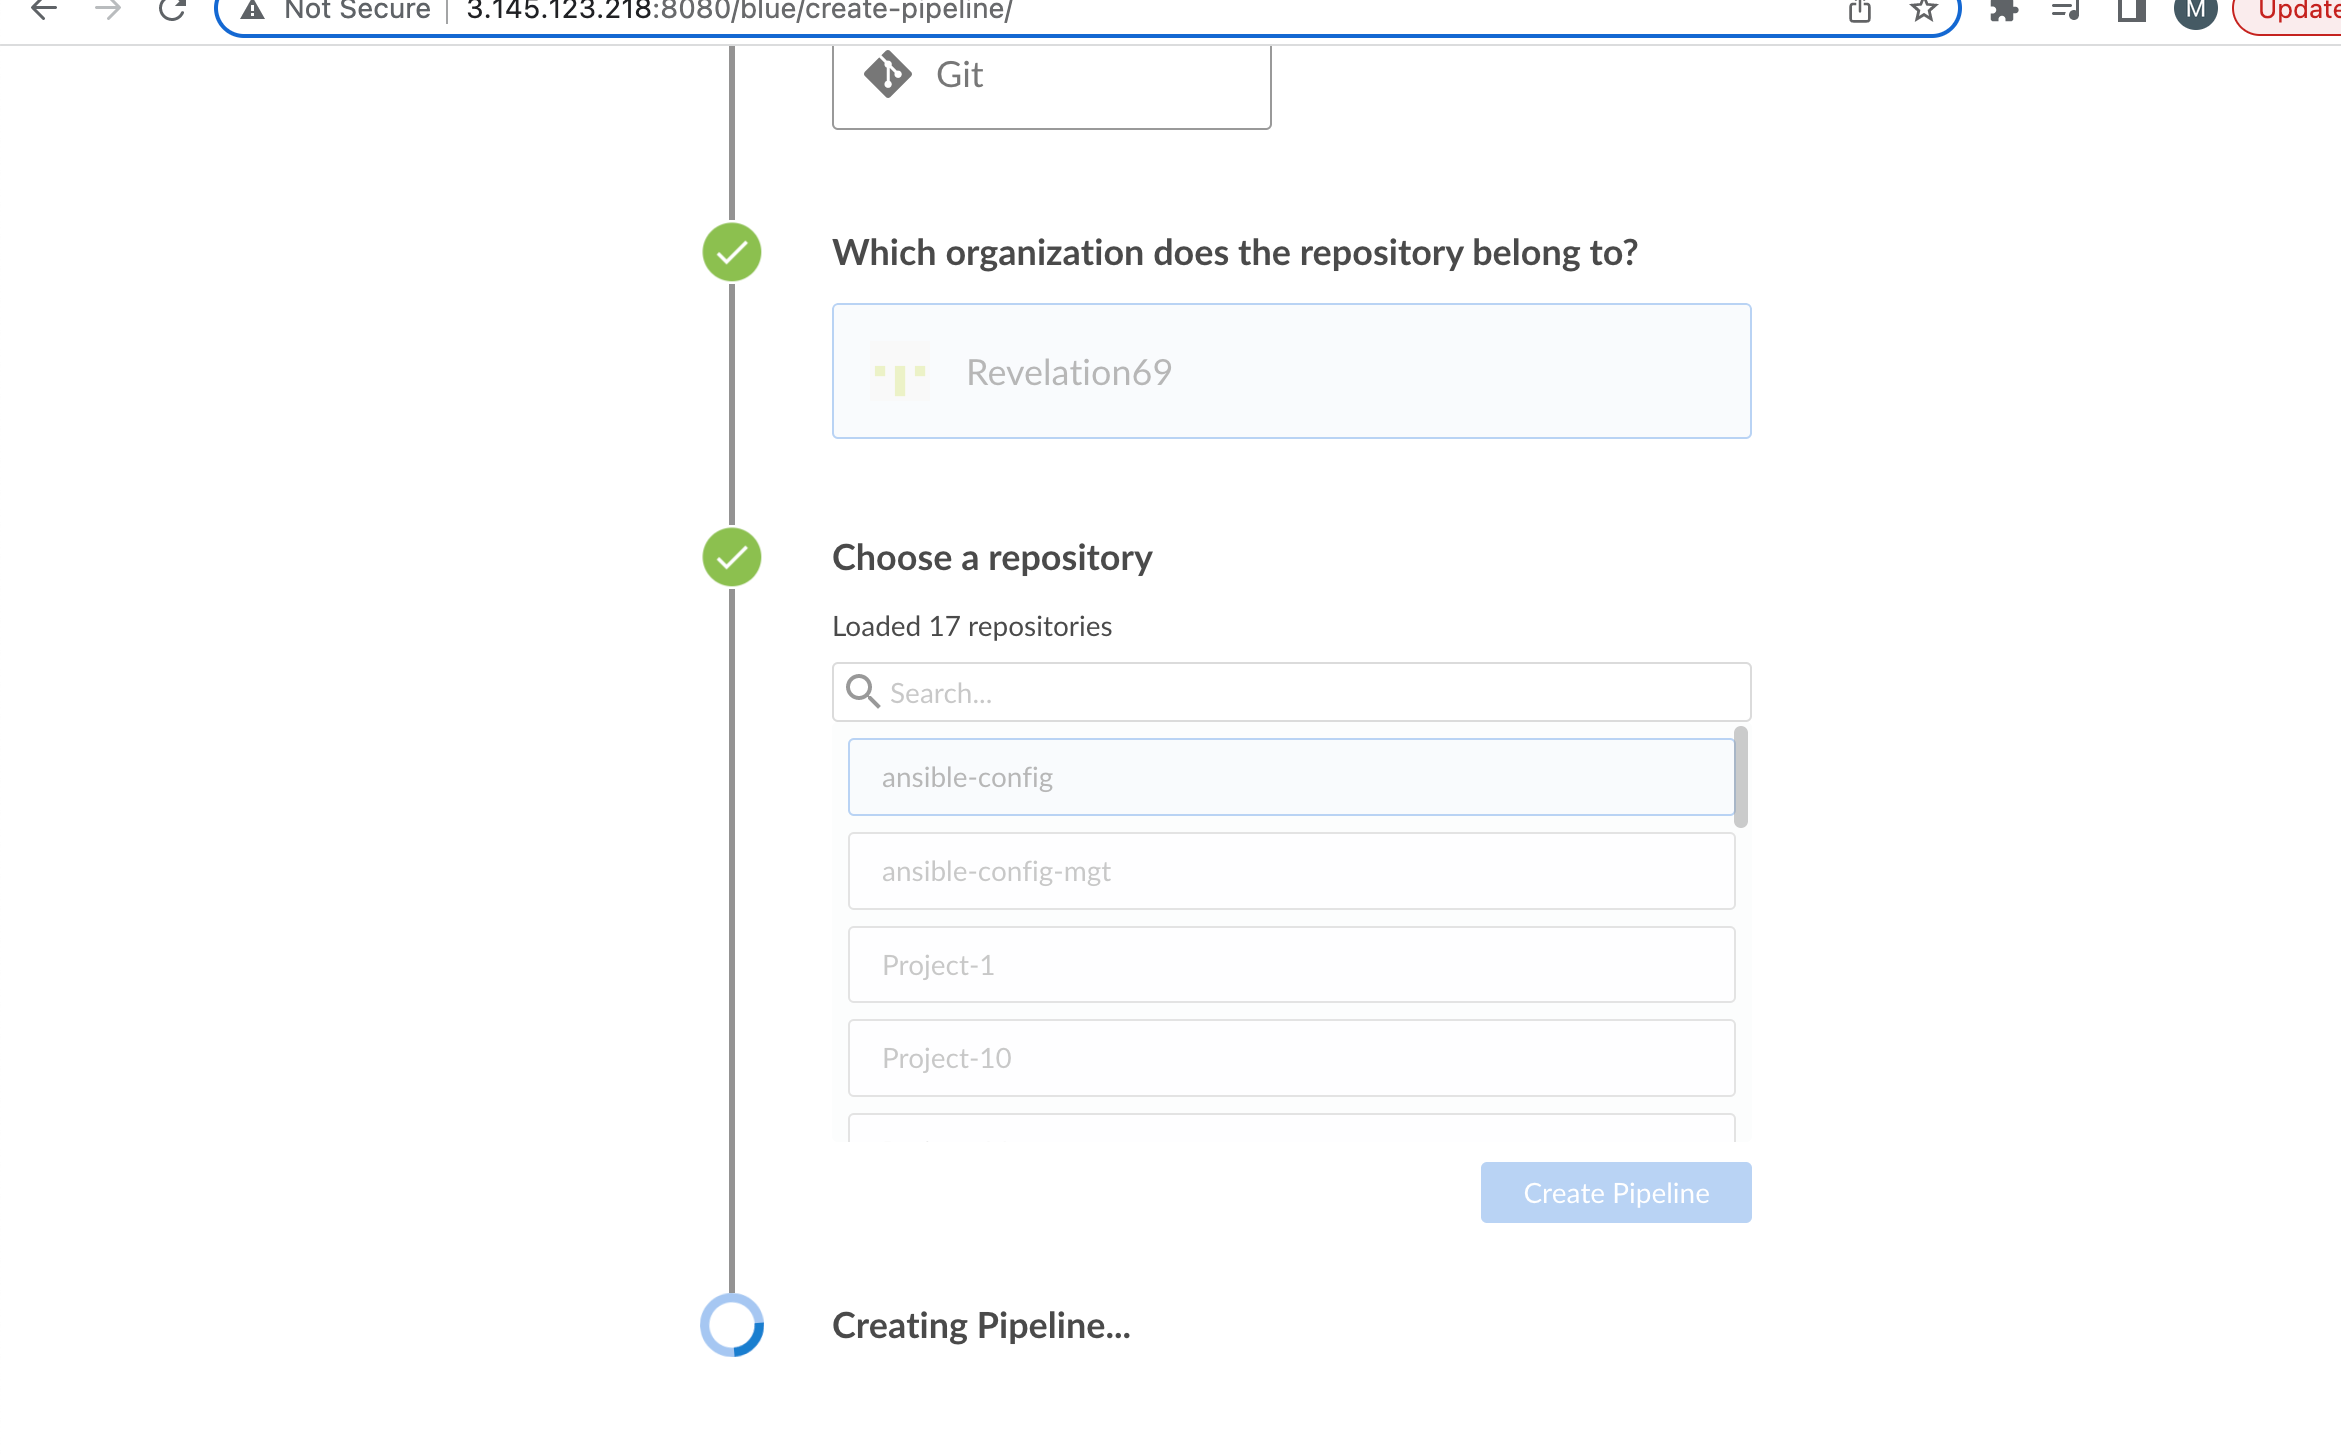 Not Secure | 3.145.123.218:8080/blue/create-pipeline/
M
Update
Git
Which organization does the repository belong to?
Revelation69
Choose a repository
Loaded 17 repositories
Search...
ansible-config
ansible-config-mgt
Project-1
Project-10
Create Pipeline
Creating Pipeline...